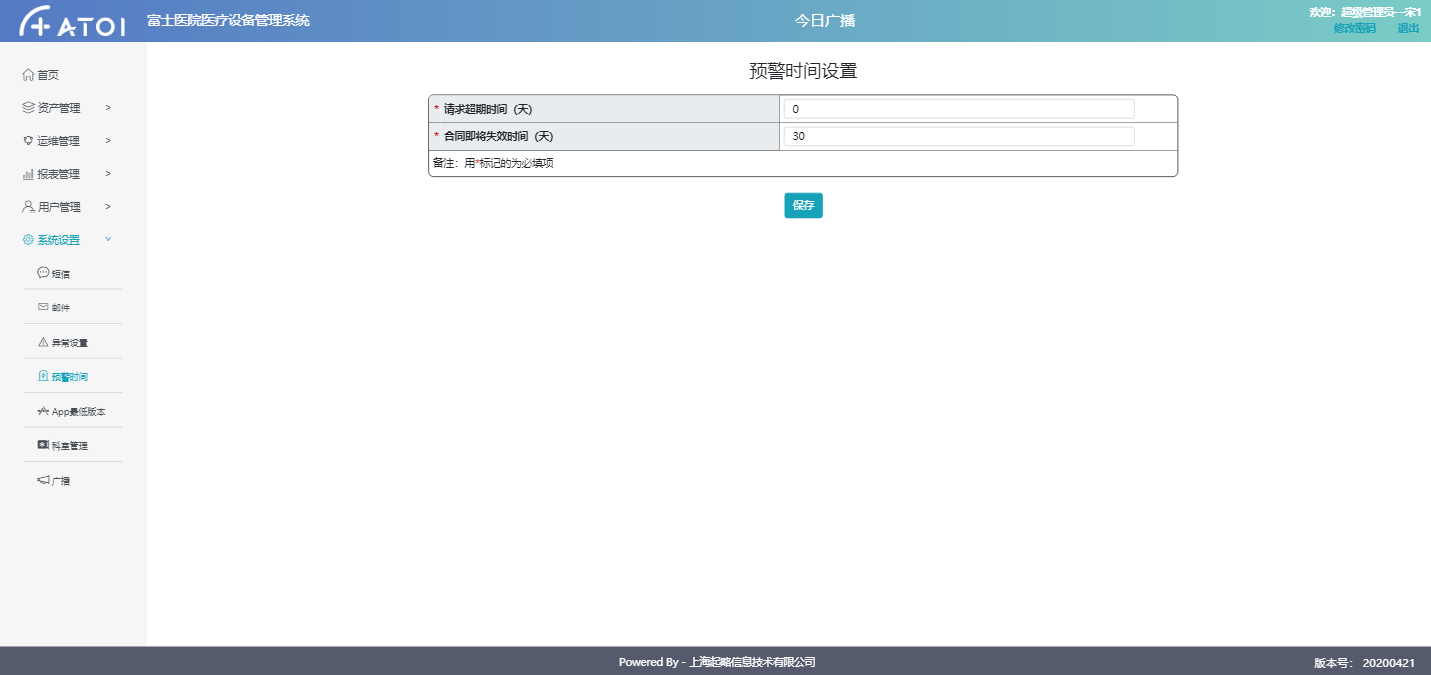 ATOI
富士医院医疗设备管理系统
今日广播
欢迎：超级管理员—宋1
修改密码 退出
首页
资产管理 >
运维管理 >
报表管理 >
用户管理 >
系统设置
短信
邮件
异常设置
预警时间
App最低版本
科室管理
广播
预警时间设置
* 请求超期时间（天） 0
* 合同即将失效时间（天） 30
备注：用*标记的为必填项
保存
Powered By - 上海起略信息技术有限公司
版本号： 20200421